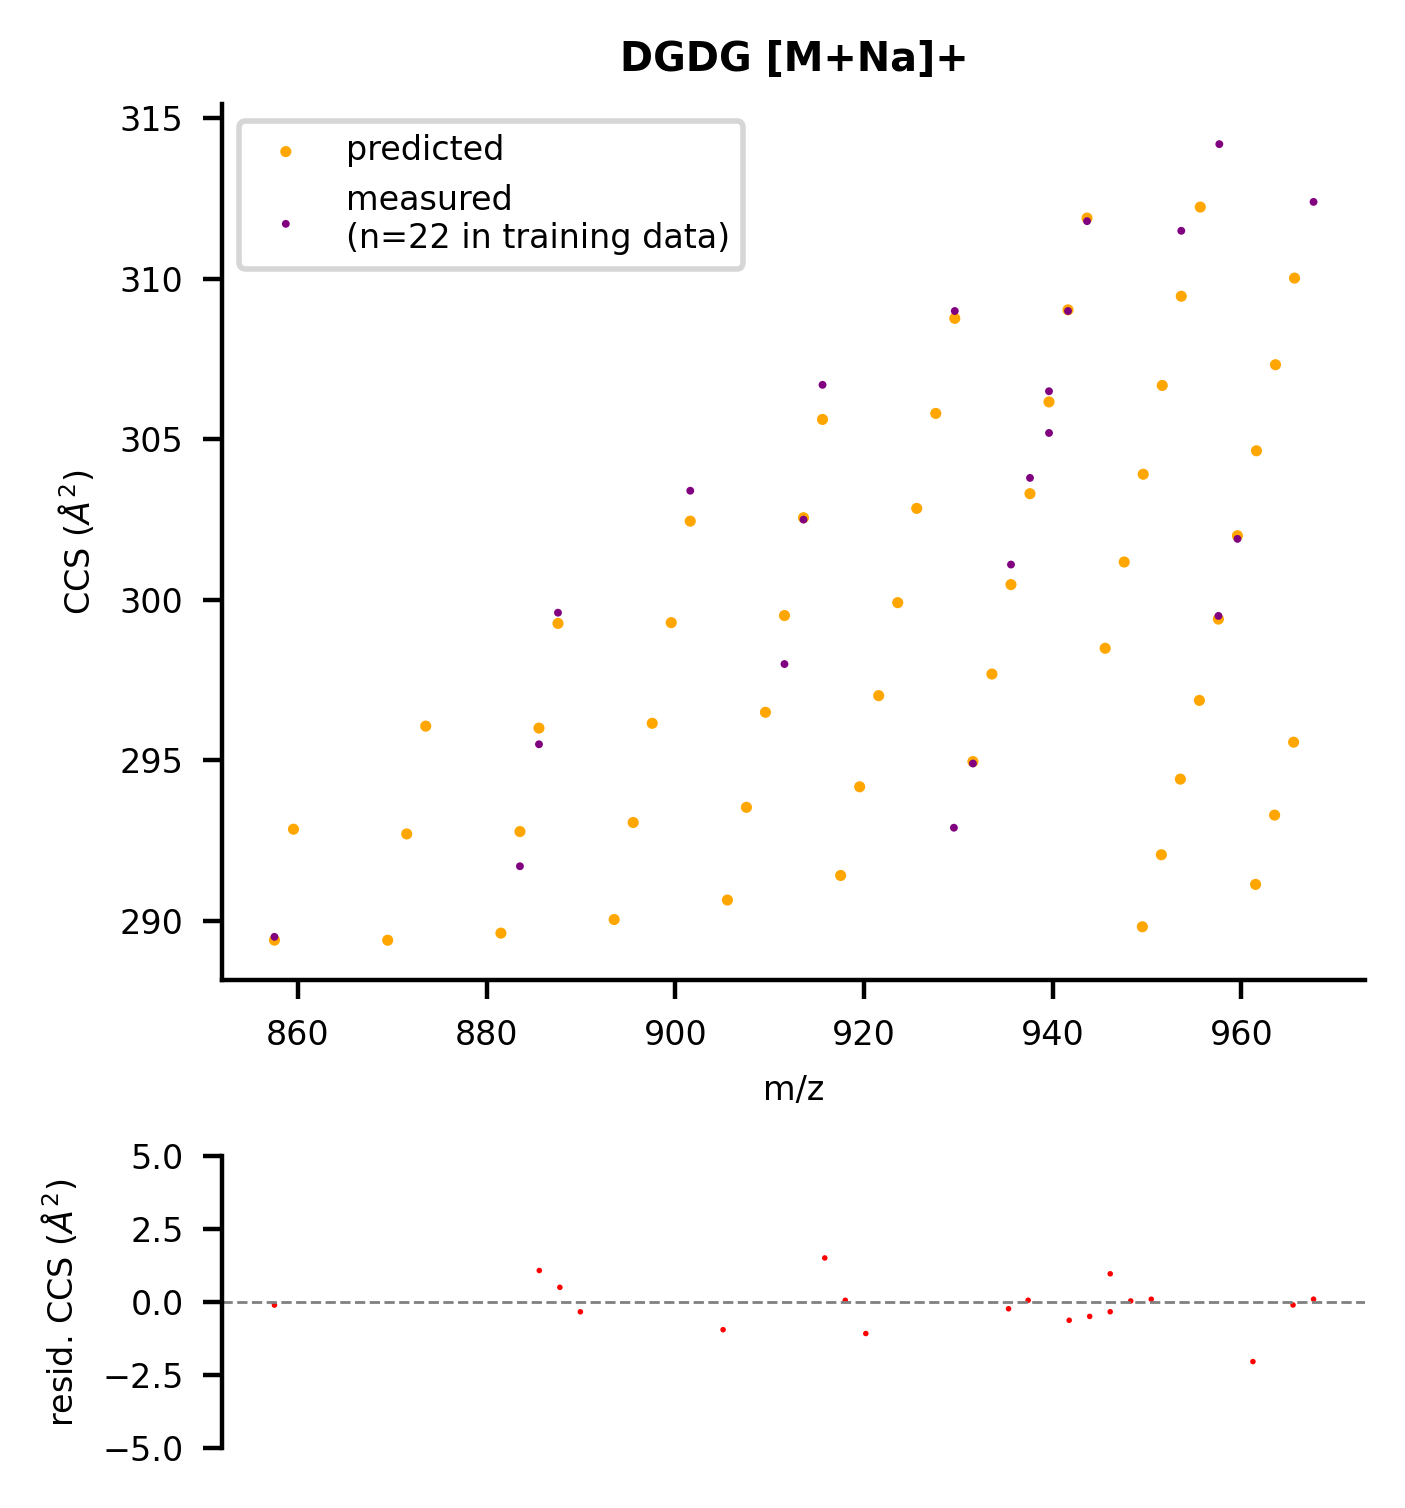 DGDG [M+Na]+
315
310
305
300
295
290
CCS (Å²)
predicted
measured
(n=22 in training data)
860
880
900
920
940
960
m/z
5.0
2.5
0.0
−2.5
−5.0
resid. CCS (Å²)